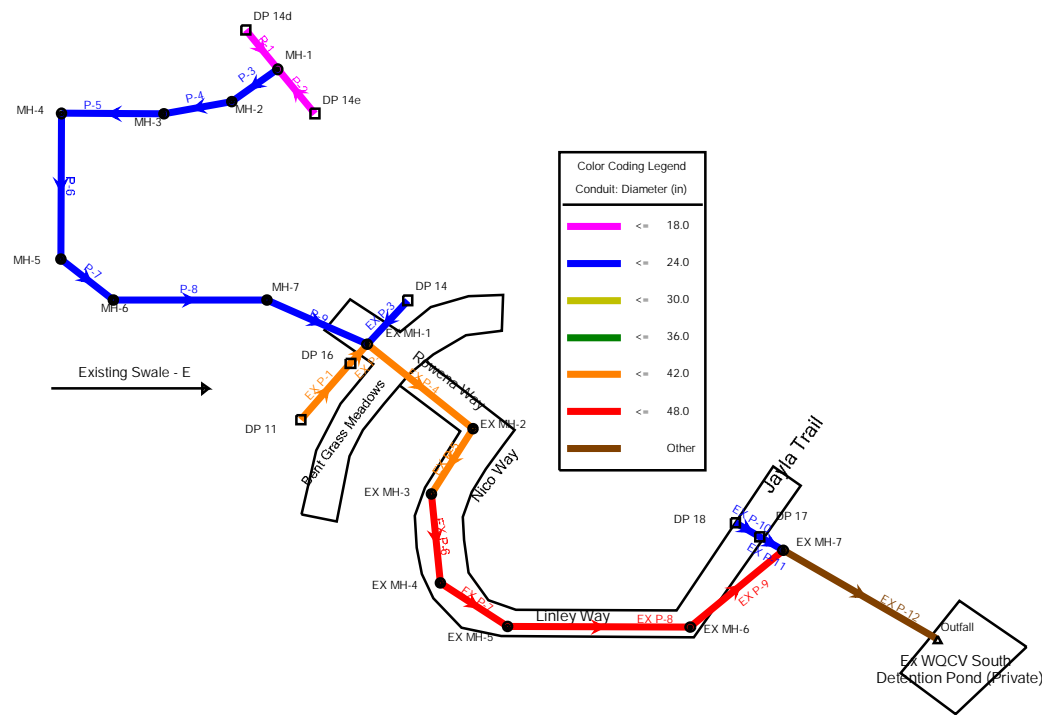 DP 14d
P-1
MH-1
P-3
P-2
P-4
DP 14e
MH-2
P-5
MH-4
MH-3
P-6
MH-5
P-7
P-8
MH-7
MH-6
P-9
DP 14
EX P-3
EX MH-1
DP 16
EX P-1
EX P-4
Rowena Way
Existing Swale - E
Bent Grass Meadows
DP 11
EX MH-2
Nico Way
EX MH-3
EX P-6
EX MH-4
EX P-7
EX MH-5
Linley Way
EX P-8
EX MH-6
EX P-9
Jayla Trail
DP 18
EX P-10
DP 17
EX P-11
EX MH-7
EX P-12
Outfall
Ex WQCV South
Detention Pond (Private)
Color Coding Legend
Conduit: Diameter (in)
<= 18.0
<= 24.0
<= 30.0
<= 36.0
<= 42.0
<= 48.0
Other